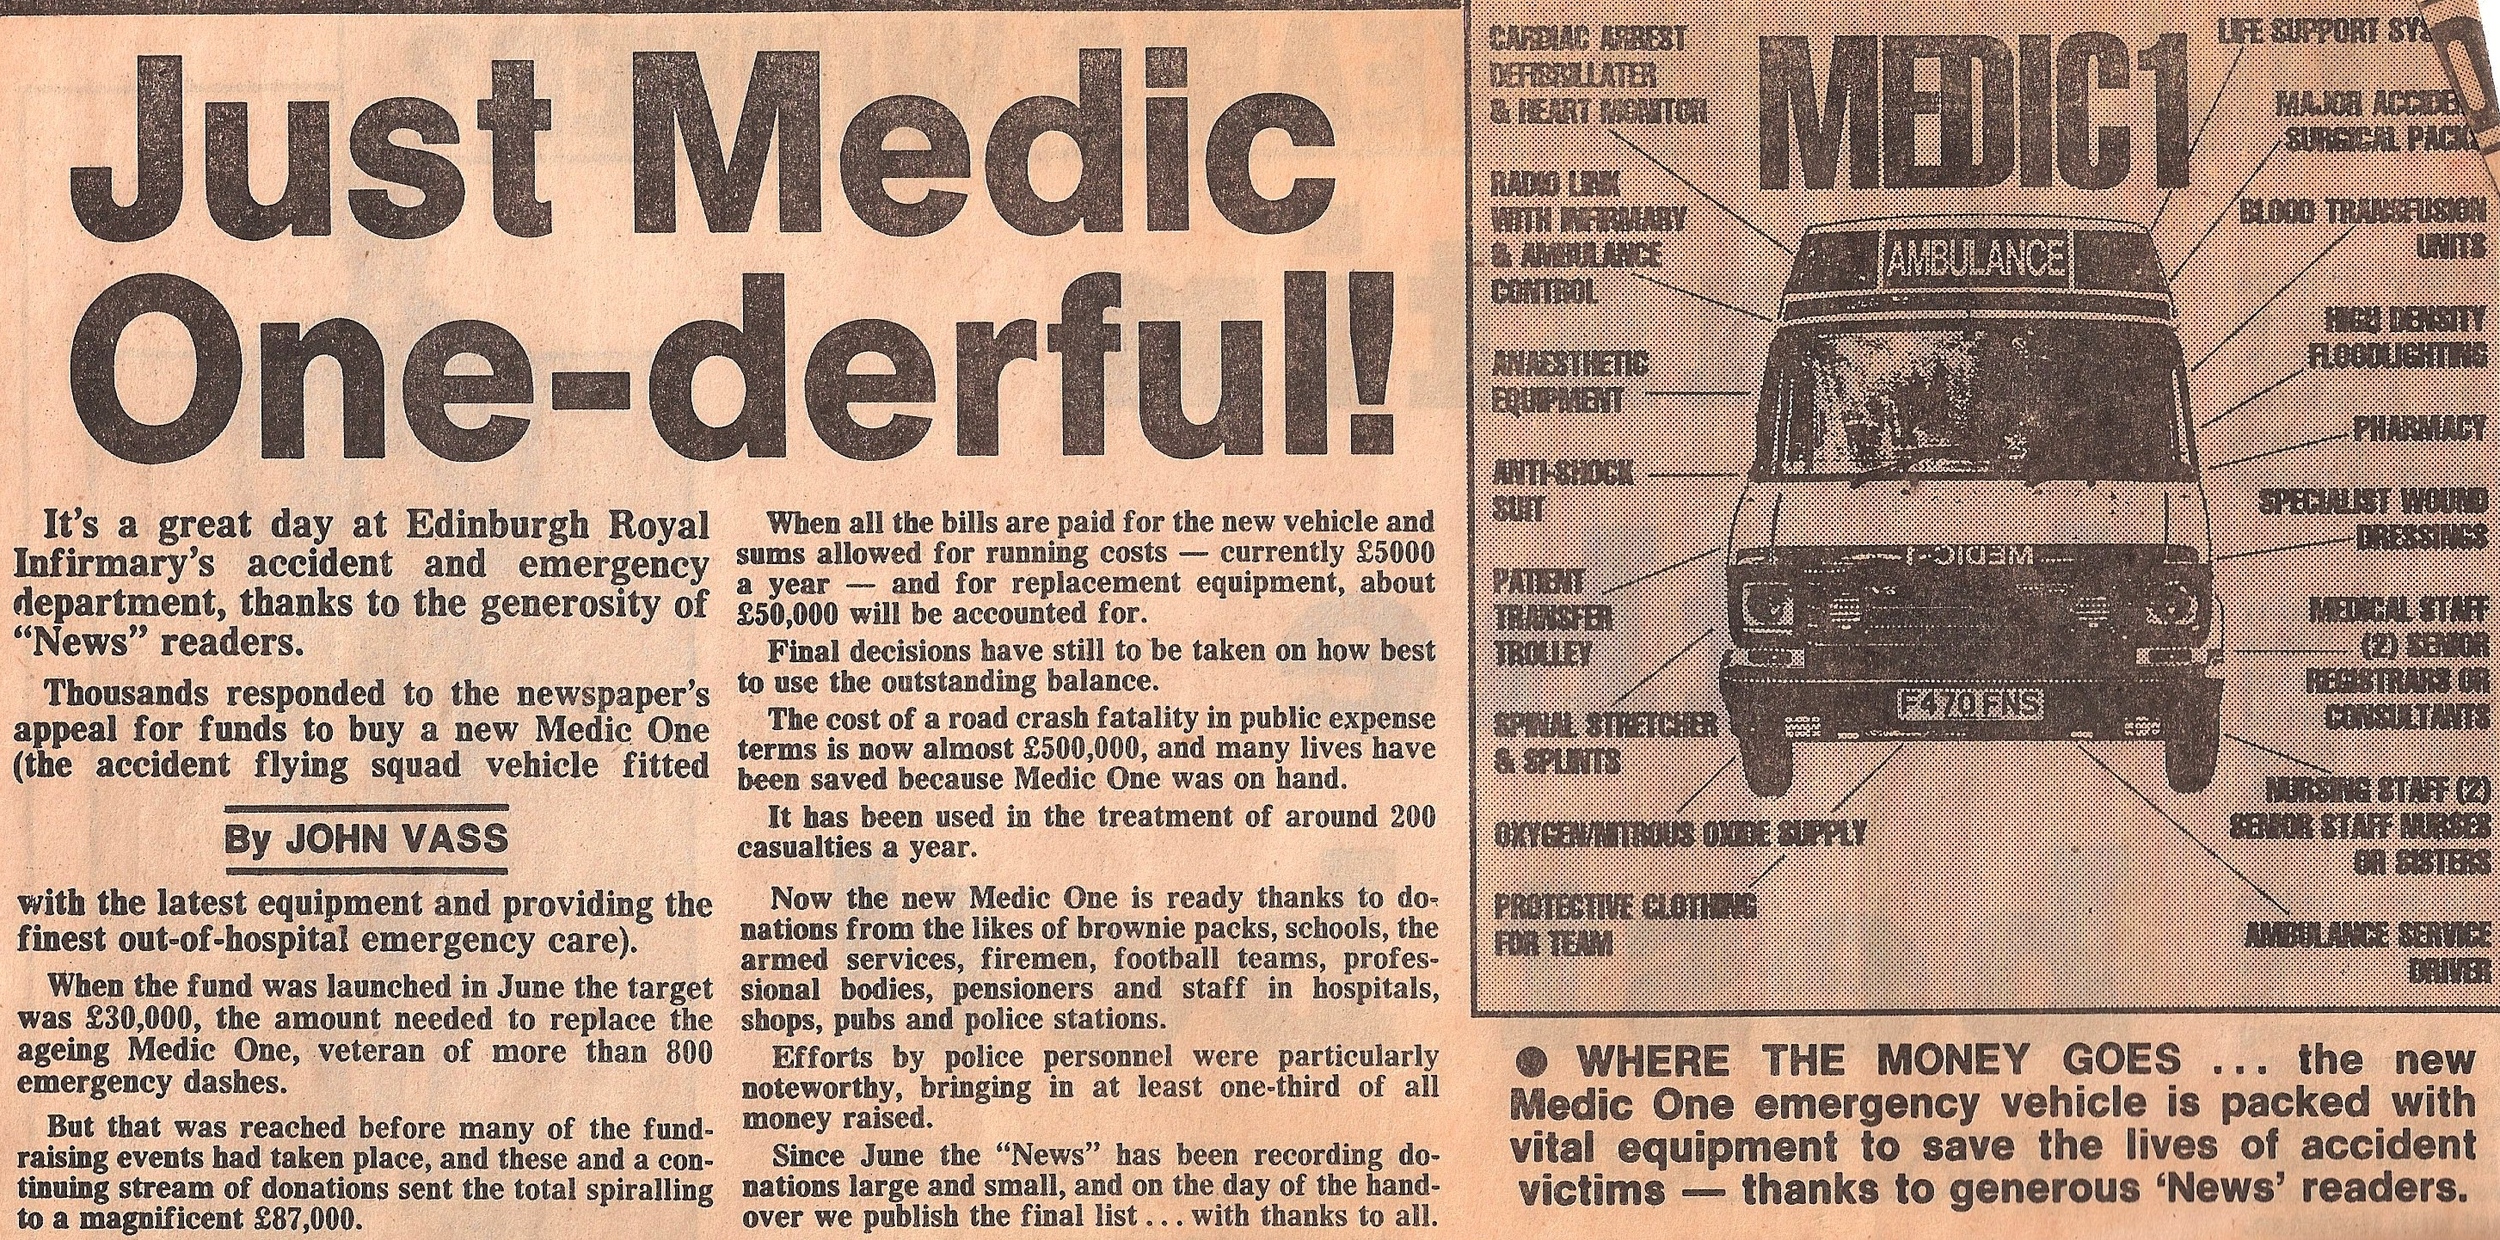 Just Medic
One-derful!
It's a great day at Edinburgh Royal
Infirmary's accident and emergency
department, thanks to the generosity of
“News” readers.
Thousands responded to the newspaper's
appeal for funds to buy a new Medic One
(the accident flying squad vehicle fitted
By JOHN VASS
with the latest equipment and providing the
finest out-of-hospital emergency care).
When the fund was launched in June the target
was £30,000, the amount needed to replace the
ageing Medic One, veteran of more than 800
emergency dashes.
But that was reached before many of the fund-
raising events had taken place, and these and a con-
tinuing stream of donations sent the total spiralling
to a magnificent £87,000.
When all the bills are paid for the new vehicle and
sums allowed for running costs — currently £5000
a year — and for replacement equipment, about
£50,000 will be accounted for.
Final decisions have still to be taken on how best
to use the outstanding balance.
The cost of a road crash fatality in public expense
terms is now almost £500,000, and many lives have
been saved because Medic One was on hand.
It has been used in the treatment of around 200
casualties a year.
Now the new Medic One is ready thanks to do-
nations from the likes of brownie packs, schools, the
armed services, firemen, football teams, profes-
sional bodies, pensioners and staff in hospitals,
shops, pubs and police stations.
Efforts by police personnel were particularly
noteworthy, bringing in at least one-third of all
money raised.
Since June the “News” has been recording do-
nations large and small, and on the day of the hand-
over we publish the final list ... with thanks to all.
MEDIC1
CARDIAC ARREST
DEFIBRILLATER
& HEART MONITOR
RADIO LINK
WITH INFIRMARY
& AMBULANCE
CONTROL
ANAESTHETIC
EQUIPMENT
ANTI-SHOCK
SUIT
PATIENT
TRANSFER
TROLLEY
SPINAL STRETCHER
& SPLINTS
OXYGEN/NITROUS OXIDE SUPPLY
PROTECTIVE CLOTHING
FOR TEAM
AMBULANCE
F470 FNS
LIFE SUPPORT
MAJOR
SURGICAL
BLOOD TRANSFUSION
UNITS
HIGH DENSITY
FLOODLIGHTING
PHARMACY
SPECIALIST WOUND
DRESSINGS
MEDICAL STAFF
(2) SENIOR
REGISTRARS OR
CONSULTANTS
NURSING STAFF (2)
SENIOR STAFF NURSES
OR SISTERS
AMBULANCE SERVICE
DRIVER
● WHERE THE MONEY GOES ... the new
Medic One emergency vehicle is packed with
vital equipment to save the lives of accident
victims — thanks to generous ‘News’ readers.